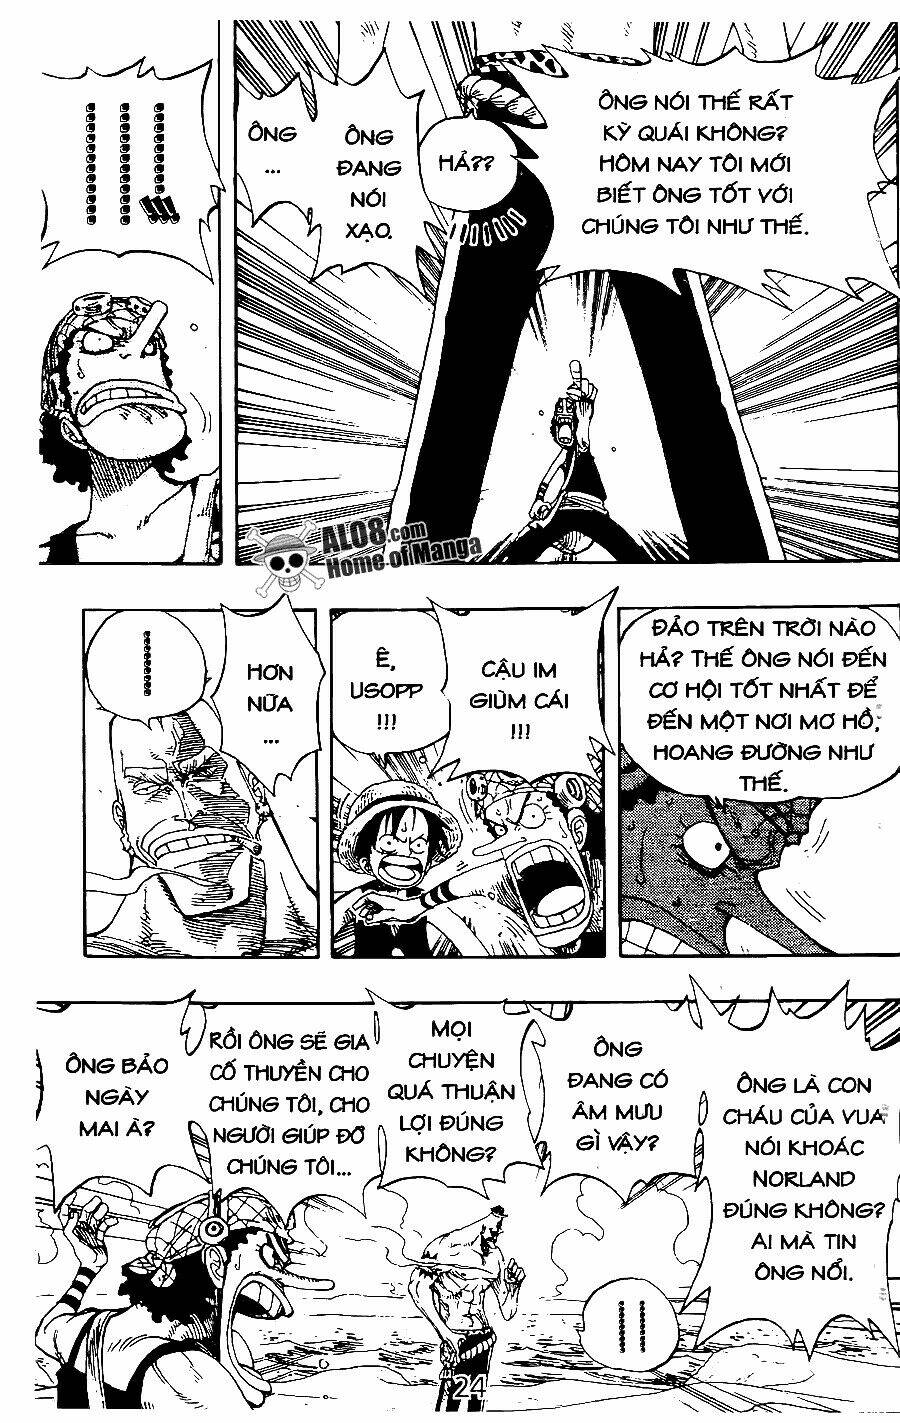 ÔNG NÓI THẾ RẤT
KỲ QUÁI KHÔNG?
HÔM NAY TÔI MỚI
BIẾT ÔNG TỐT VỚI
CHÚNG TÔI NHƯ THẾ.
HẢ??
ÔNG
ĐANG
NÓI
XẠO.
ÔNG
...
ALO8.com
Home of Manga
ĐẢO TRÊN TRỜI NÀO
HẢ? THẾ ÔNG NÓI ĐẾN
CƠ HỘI TỐT NHẤT ĐỂ
ĐẾN MỘT NƠI MƠ HỒ,
HOANG ĐƯỜNG NHƯ
THẾ.
CẬU IM
GIÙM CÁI
!!!
Ê,
USOPP
!!!
HƠN
NỮA
...
ÔNG LÀ CON
CHÁU CỦA VUA
NÓI KHOÁC
NORLAND
ĐÚNG KHÔNG?
AI MÀ TIN
ÔNG NỔI.
ÔNG
ĐANG CÓ
ÂM MƯU
GÌ VẬY?
MỌI
CHUYỆN
QUÁ THUẬN
LỢI ĐÚNG
KHÔNG?
RỒI ÔNG SẼ GIA
CỐ THUYỀN CHO
CHÚNG TÔI, CHO
NGƯỜI GIÚP ĐỠ
CHÚNG TÔI...
ÔNG BẢO
NGÀY
MAI À?
24